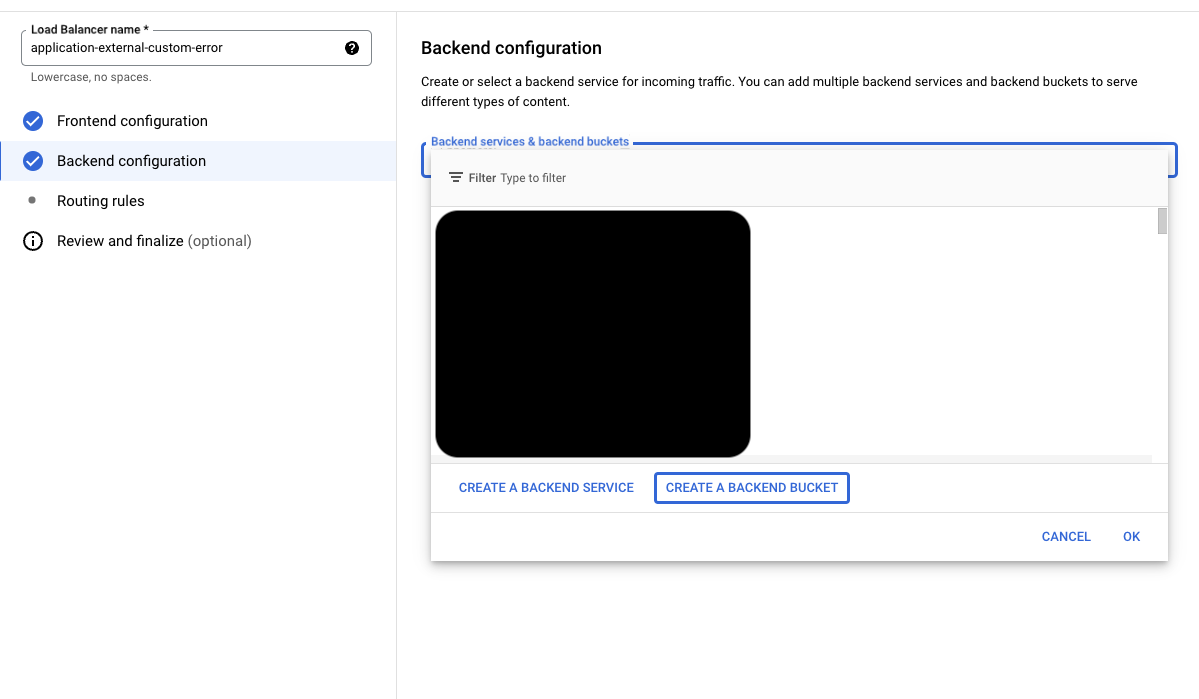 Load Balancer name *
application-external-custom-error
Lowercase, no spaces.
Frontend configuration
Backend configuration
Routing rules
Review and finalize (optional)
Backend configuration
Create or select a backend service for incoming traffic. You can add multiple backend services and backend buckets to serve
different types of content.
Backend services & backend buckets
Filter Type to filter
CREATE A BACKEND SERVICE
CREATE A BACKEND BUCKET
CANCEL
OK